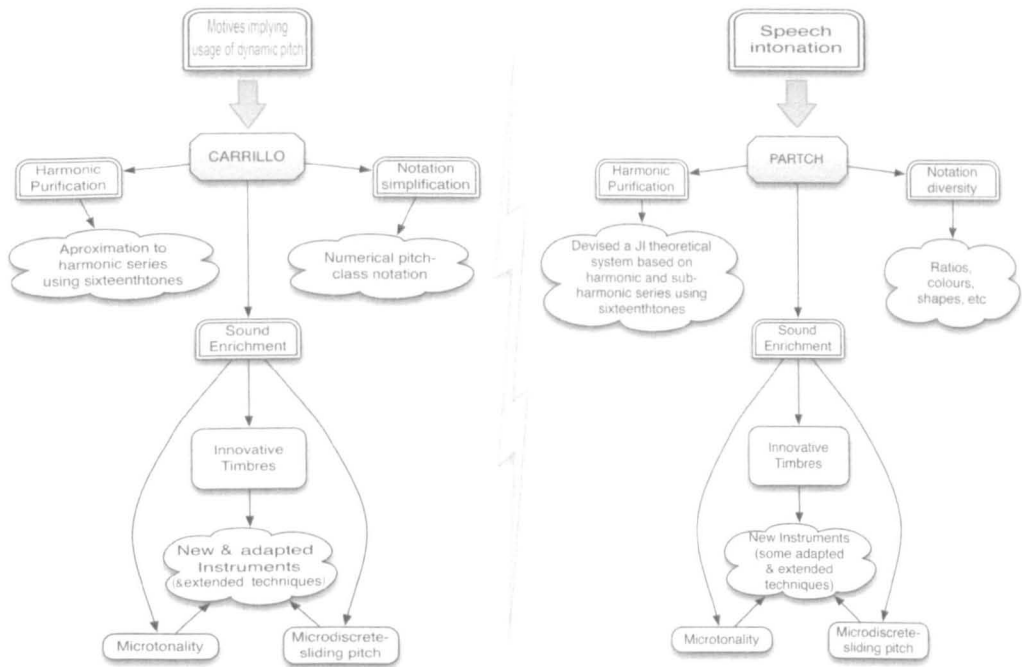 Motives implying
usage of dynamic pitch
CARRILLO
Harmonic
Purification
Notation
simplification
Aproximation to
harmonic series
using sixteenthtones
Numerical pitch-
class notation
Sound
Enrichment
Innovative
Timbres
New & adapted
Instruments
(&extended techniques)
Microtonality
Microdiscrete-
sliding pitch
Speech
intonation
PARTCH
Harmonic
Purification
Notation
diversity
Devised a JI theoretical
system based on
harmonic and sub-
harmonic series using
sixteenthtones
Ratios,
colours,
shapes, etc
Sound
Enrichment
Innovative
Timbres
New Instruments
(some adapted
& extended
techniques)
Microtonality
Microdiscrete-
sliding pitch